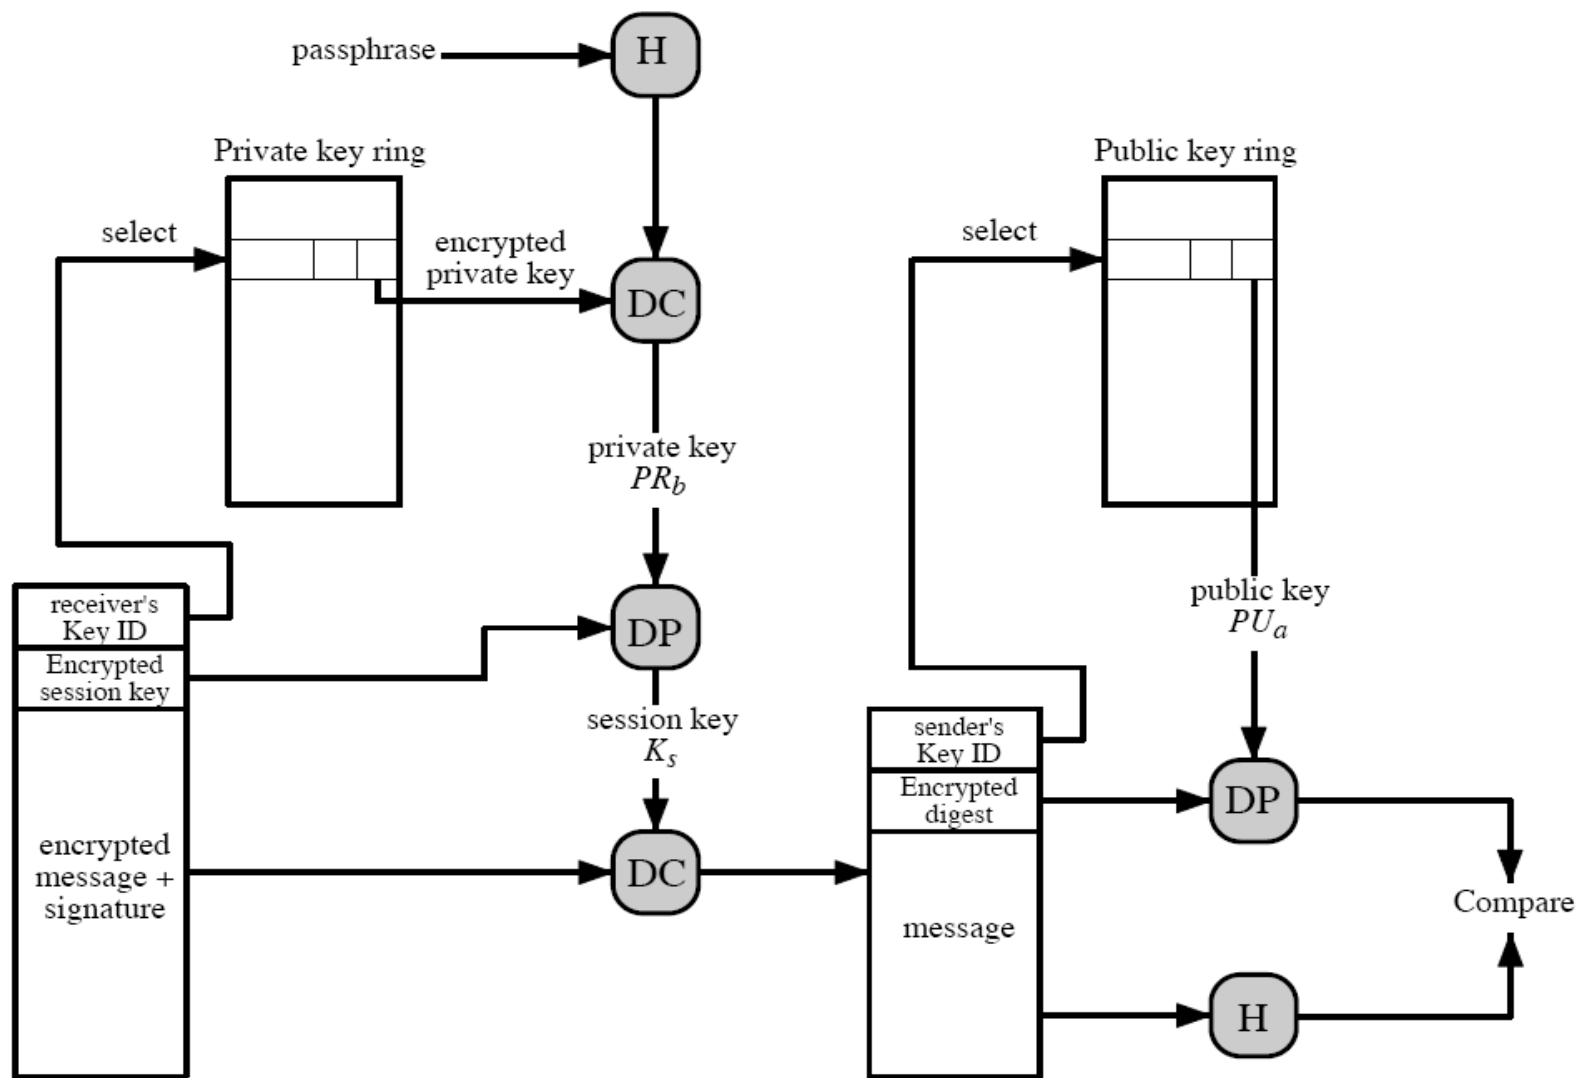 passphrase
H
Private key ring
Public key ring
select
encrypted
private key
select
DC
private key
PRb
receiver's
Key ID
Encrypted
session key
DP
public key
PUa
session key
Ks
sender's
Key ID
Encrypted
digest
DP
encrypted
message +
signature
DC
message
Compare
H